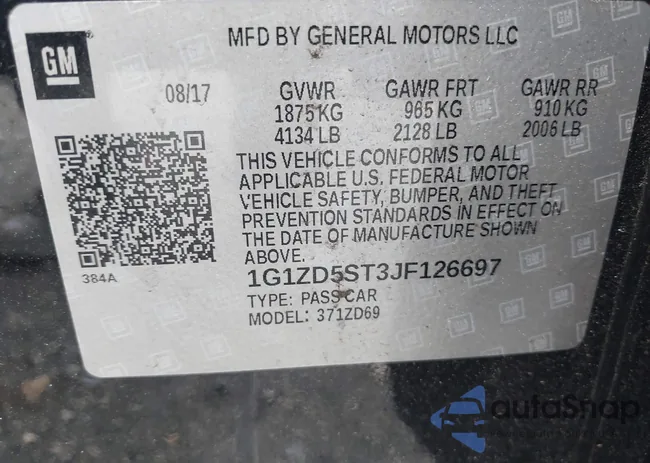 GM
MFD BY GENERAL MOTORS LLC
08/17 GVWR GAWR FRT GAWR RR
1875 KG 965 KG 910 KG
4134 LB 2128 LB 2006 LB
THIS VEHICLE CONFORMS TO ALL
APPLICABLE U.S. FEDERAL MOTOR
VEHICLE SAFETY, BUMPER, AND THEFT
PREVENTION STANDARDS IN EFFECT ON
THE DATE OF MANUFACTURE SHOWN
ABOVE.
384A
1G1ZD5ST3JF126697
TYPE: PASS CAR
MODEL: 371ZD69
autoSnap